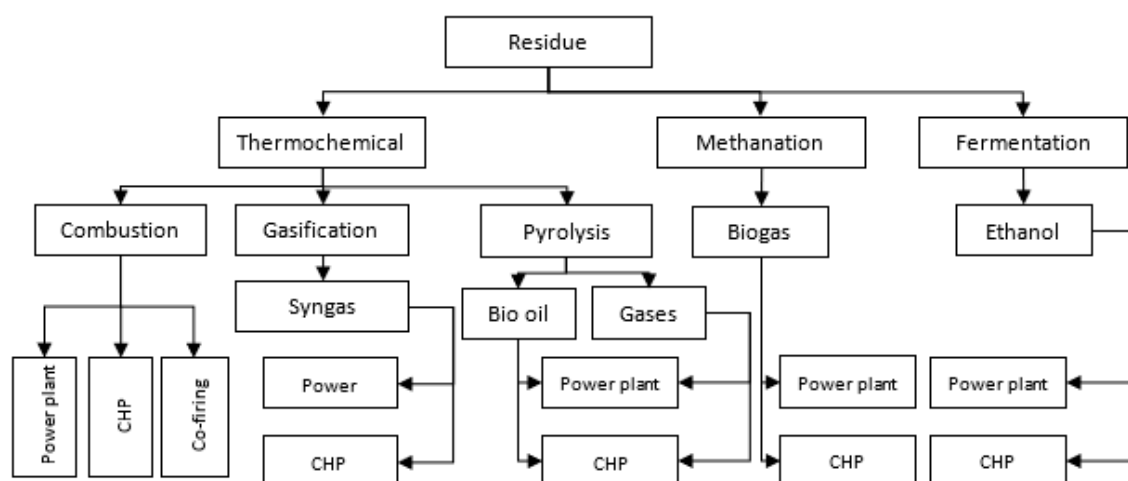 Residue
Thermochemical
Methanation
Fermentation
Combustion
Gasification
Pyrolysis
Biogas
Ethanol
Syngas
Bio oil
Gases
Power plant
CHP
Co-firing
Power
Power plant
Power plant
Power plant
CHP
CHP
CHP
CHP